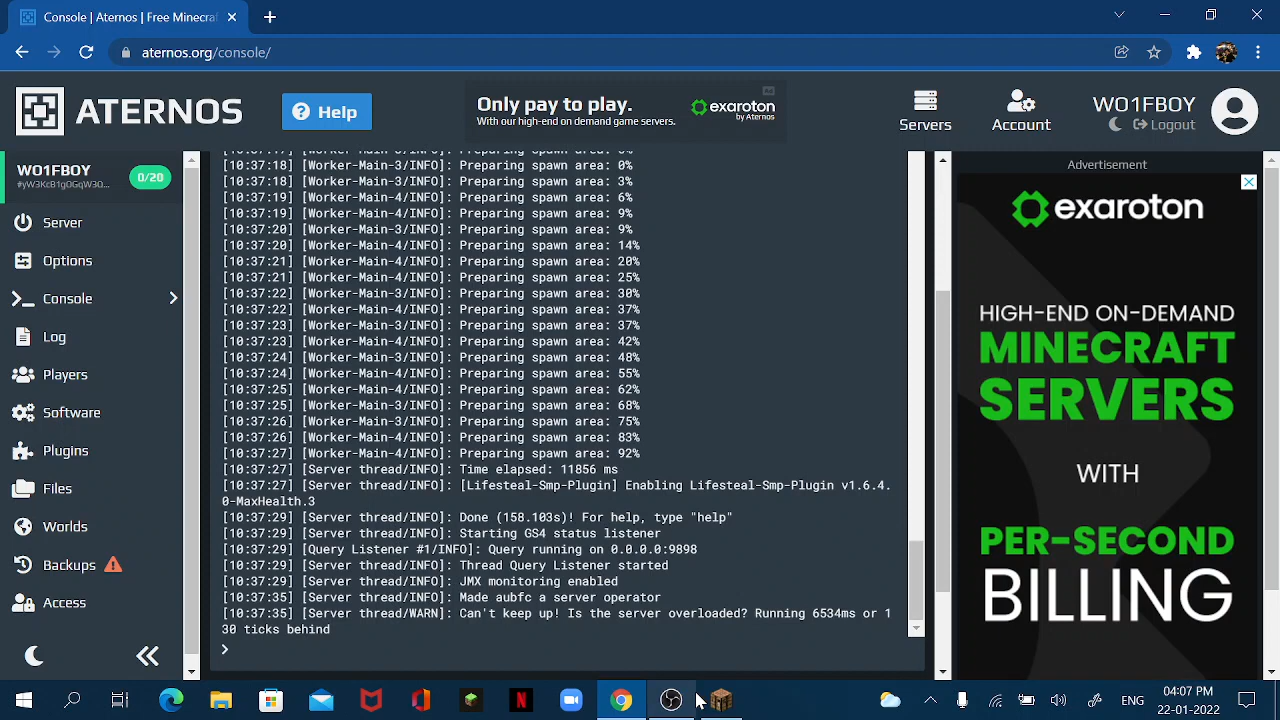 Console | Aternos | Free Minecraf
aternos.org/console/
ATERNOS
Help
Only pay to play.
With our high-end on demand game servers.
exaroton
by Aternos
Ad
Servers
Account
WO1FBOY
Logout
WO1FBOY
0/20
Server
Options
Console
Log
Players
Software
Plugins
Files
Worlds
Backups
Access
[10:37:18] [Worker-Main-3/INFO]: Preparing spawn area: 0%
[10:37:18] [Worker-Main-3/INFO]: Preparing spawn area: 3%
[10:37:19] [Worker-Main-4/INFO]: Preparing spawn area: 6%
[10:37:19] [Worker-Main-3/INFO]: Preparing spawn area: 9%
[10:37:20] [Worker-Main-3/INFO]: Preparing spawn area: 9%
[10:37:20] [Worker-Main-4/INFO]: Preparing spawn area: 14%
[10:37:21] [Worker-Main-4/INFO]: Preparing spawn area: 20%
[10:37:21] [Worker-Main-4/INFO]: Preparing spawn area: 25%
[10:37:22] [Worker-Main-3/INFO]: Preparing spawn area: 30%
[10:37:22] [Worker-Main-4/INFO]: Preparing spawn area: 37%
[10:37:23] [Worker-Main-3/INFO]: Preparing spawn area: 37%
[10:37:23] [Worker-Main-4/INFO]: Preparing spawn area: 42%
[10:37:24] [Worker-Main-3/INFO]: Preparing spawn area: 48%
[10:37:24] [Worker-Main-4/INFO]: Preparing spawn area: 55%
[10:37:25] [Worker-Main-4/INFO]: Preparing spawn area: 62%
[10:37:25] [Worker-Main-3/INFO]: Preparing spawn area: 68%
[10:37:26] [Worker-Main-3/INFO]: Preparing spawn area: 75%
[10:37:26] [Worker-Main-4/INFO]: Preparing spawn area: 83%
[10:37:27] [Worker-Main-4/INFO]: Preparing spawn area: 92%
[10:37:27] [Server thread/INFO]: Time elapsed: 11856 ms
[10:37:27] [Server thread/INFO]: [Lifesteal-Smp-Plugin] Enabling Lifesteal-Smp-Plugin v1.6.4.
0-MaxHealth.3
[10:37:29] [Server thread/INFO]: Done (158.103s)! For help, type "help"
[10:37:29] [Server thread/INFO]: Starting GS4 status listener
[10:37:29] [Query Listener #1/INFO]: Query running on 0.0.0.0:9898
[10:37:29] [Server thread/INFO]: Thread Query Listener started
[10:37:29] [Server thread/INFO]: JMX monitoring enabled
[10:37:35] [Server thread/INFO]: Made aubfc a server operator
[10:37:35] [Server thread/WARN]: Can't keep up! Is the server overloaded? Running 6534ms or 1
30 ticks behind
>
Advertisement
exaroton
HIGH-END ON-DEMAND
MINECRAFT
SERVERS
WITH
PER-SECOND
BILLING
ENG
04:07 PM
22-01-2022